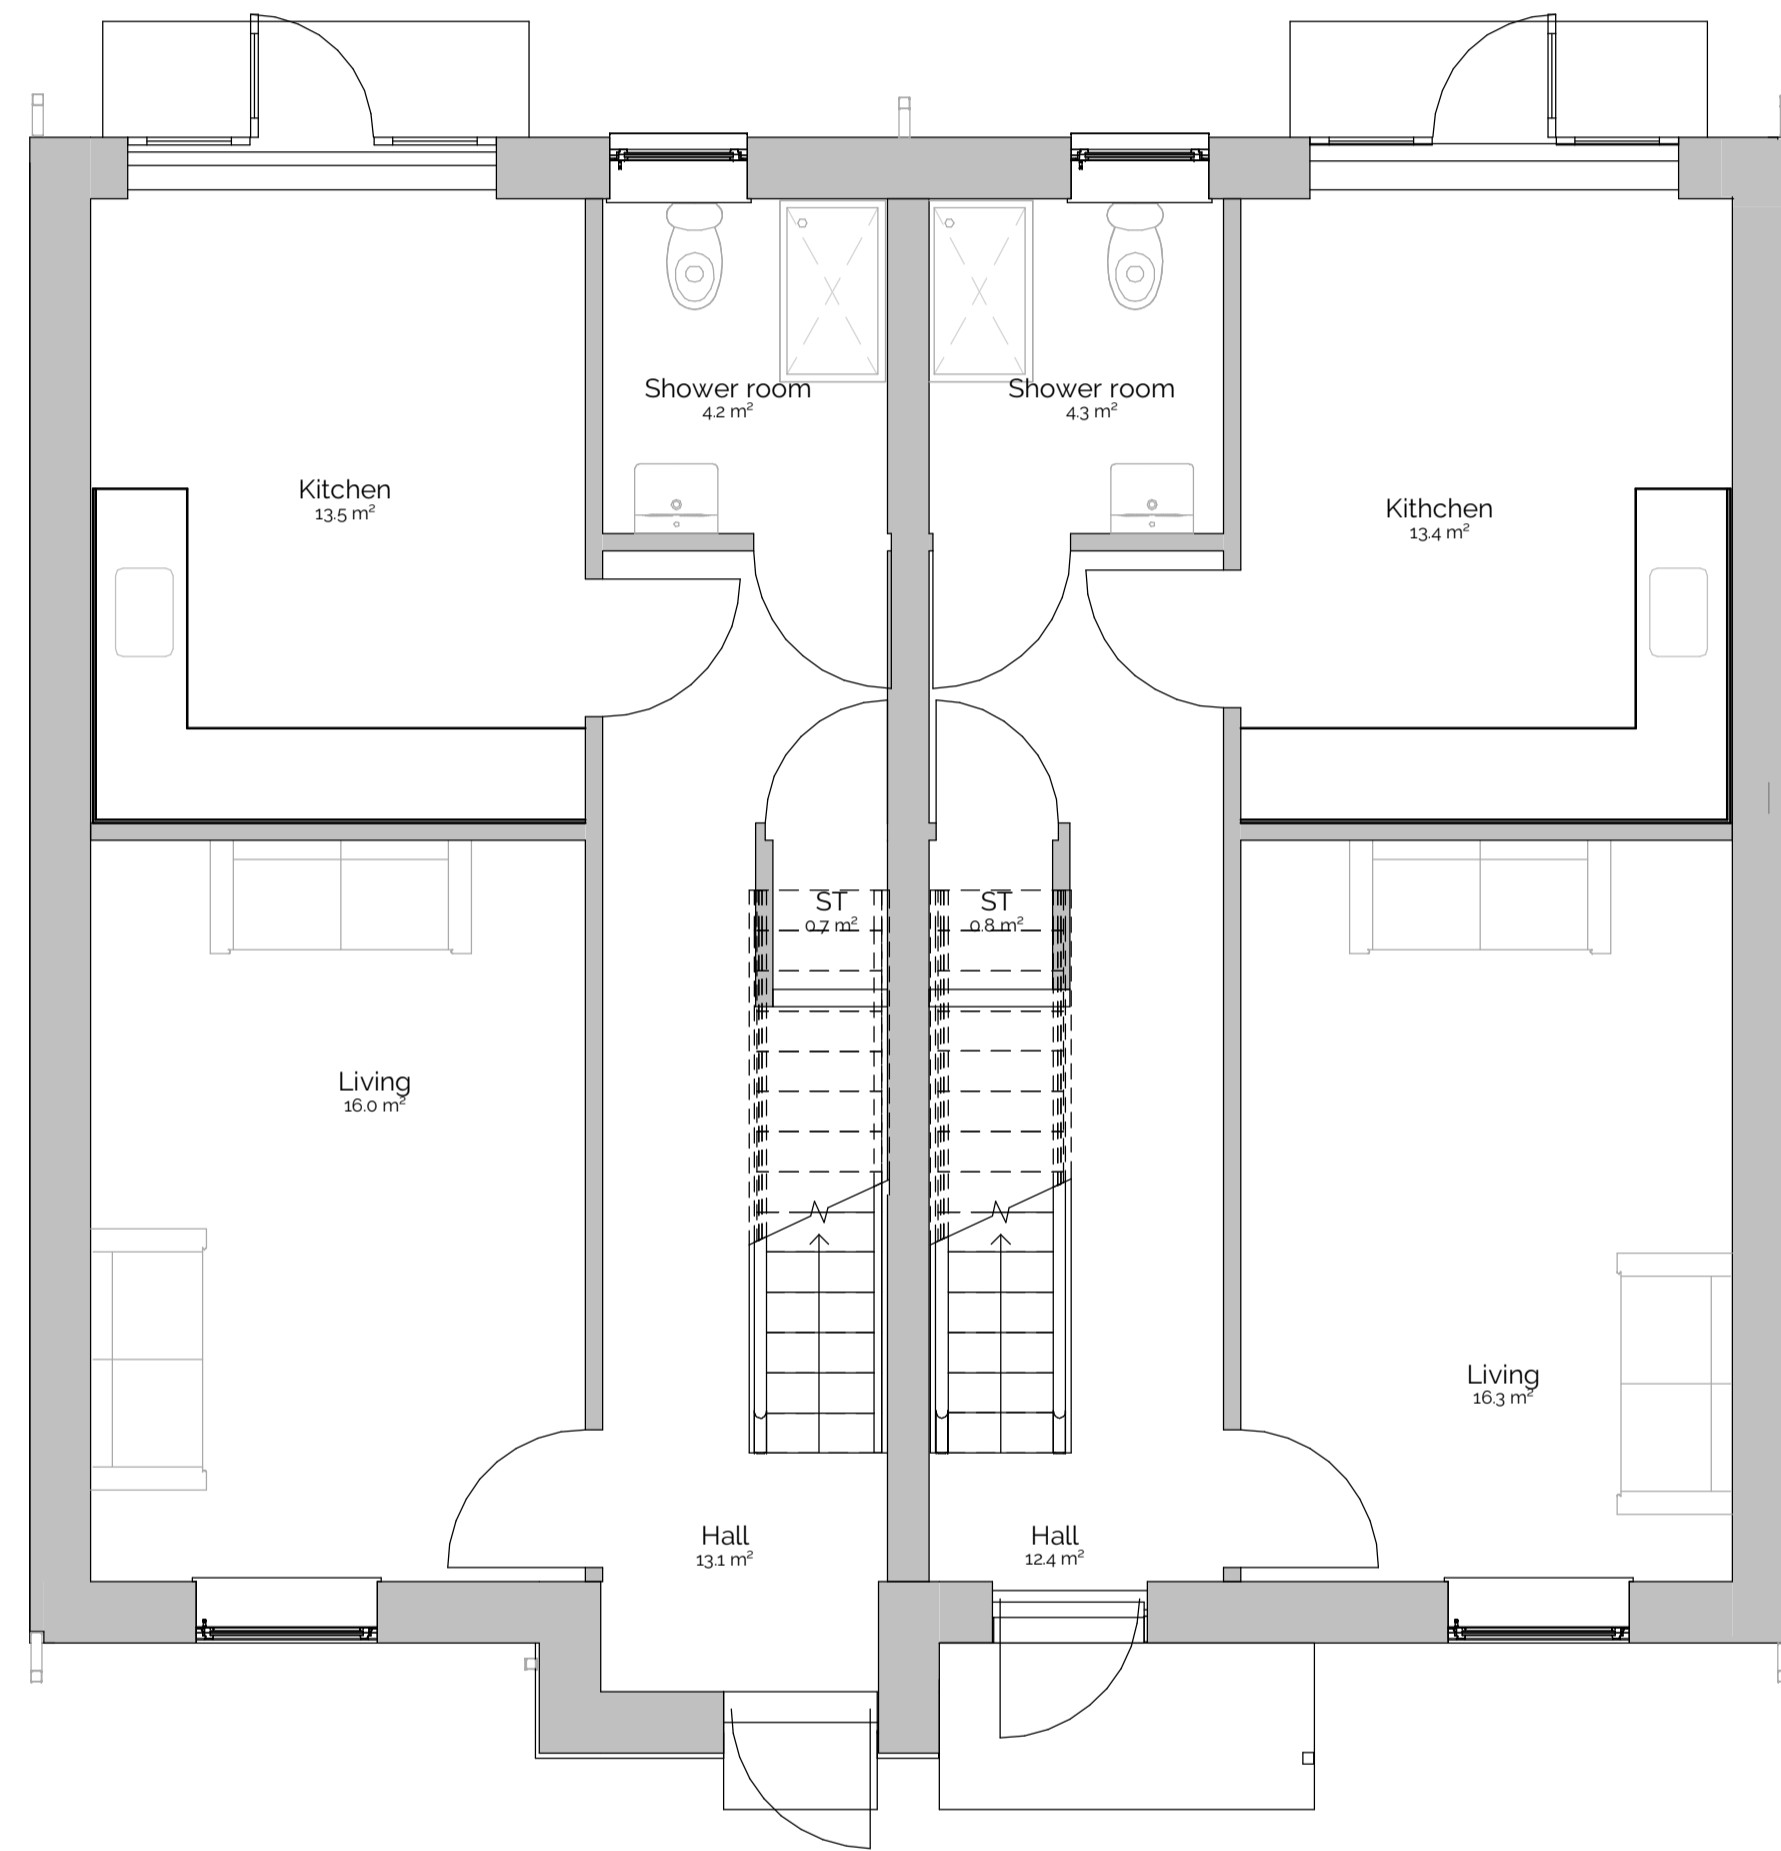 Shower room
4.2 m²
Shower room
4.3 m²
Kitchen
13.5 m²
Kithchen
13.4 m²
ST
0.7 m²
ST
0.8 m²
Living
16.0 m²
Living
16.3 m²
Hall
13.1 m²
Hall
12.4 m²